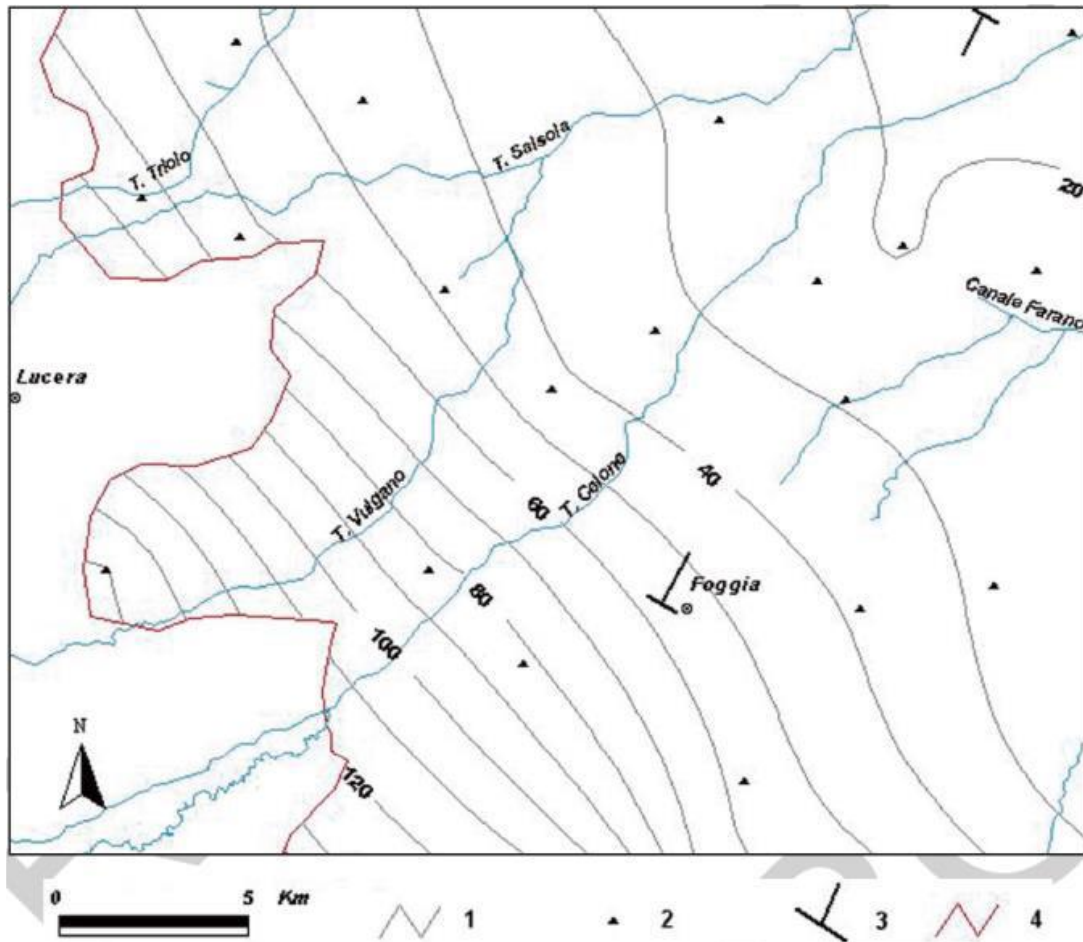 T. Triolo
T. Salsola
20
Canale Farano
Lucera
T. Vulgano
60
T. Celone
40
Foggia
80
100
N
120
0 5 Km
1 2 3 4